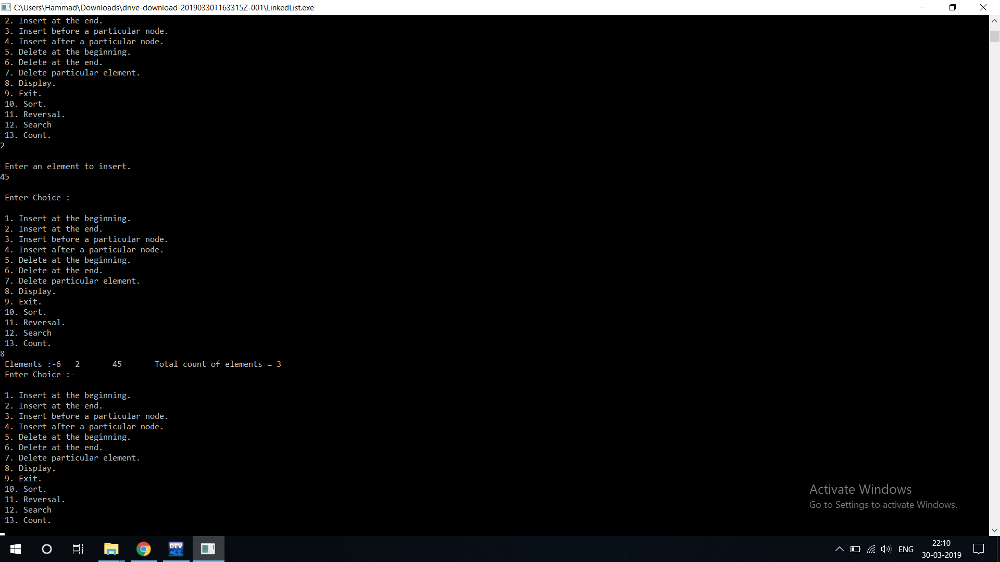 C:\Users\Hammad\Downloads\drive-download-20190330T163315Z-001\LinkedList.exe
2. Insert at the end.
3. Insert before a particular node.
4. Insert after a particular node.
5. Delete at the beginning.
6. Delete at the end.
7. Delete particular element.
8. Display.
9. Exit.
10. Sort.
11. Reversal.
12. Search
13. Count.
2
Enter an element to insert.
45
Enter Choice :-
1. Insert at the beginning.
2. Insert at the end.
3. Insert before a particular node.
4. Insert after a particular node.
5. Delete at the beginning.
6. Delete at the end.
7. Delete particular element.
8. Display.
9. Exit.
10. Sort.
11. Reversal.
12. Search
13. Count.
8
Elements :-6   2       45       Total count of elements = 3
Enter Choice :-
1. Insert at the beginning.
2. Insert at the end.
3. Insert before a particular node.
4. Insert after a particular node.
5. Delete at the beginning.
6. Delete at the end.
7. Delete particular element.
8. Display.
9. Exit.
10. Sort.
11. Reversal.
12. Search
13. Count.
Activate Windows
Go to Settings to activate Windows.
DEV
C++
ENG
22:10
30-03-2019